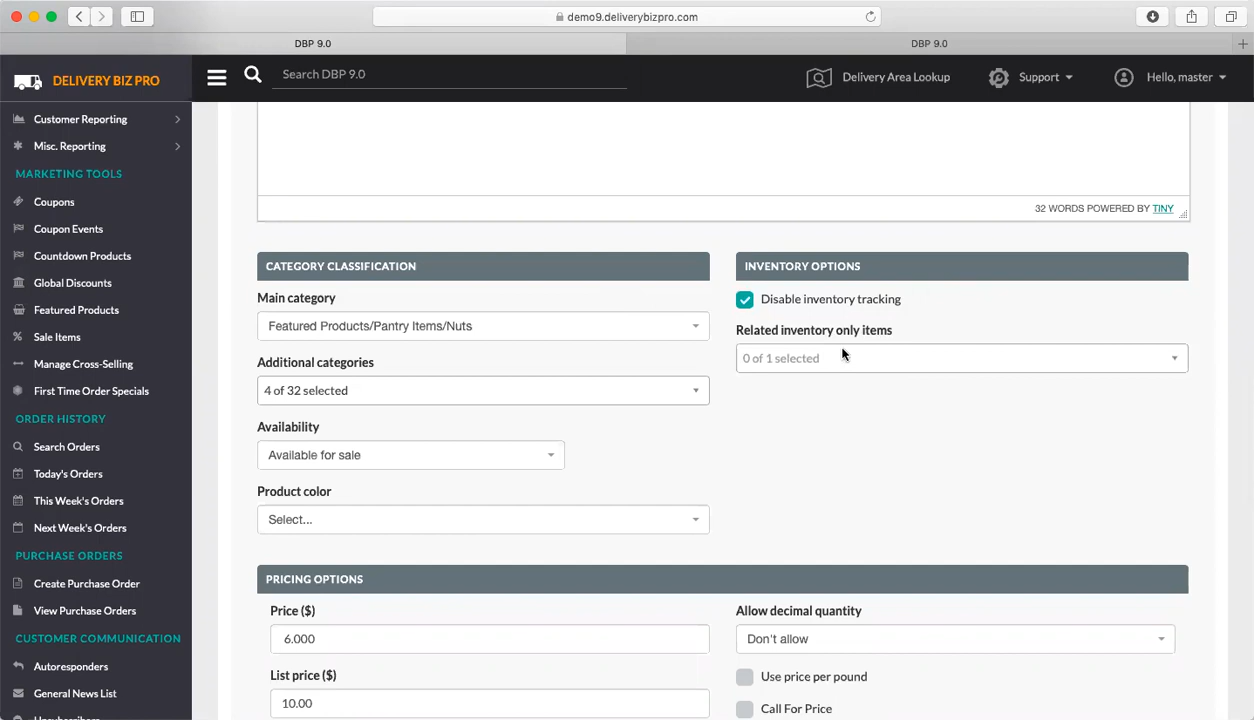 demo9.deliverybizpro.com
DBP 9.0
DBP 9.0
DELIVERY BIZ PRO
Search DBP 9.0
Delivery Area Lookup
Support
Hello, master
Customer Reporting
Misc. Reporting
MARKETING TOOLS
Coupons
Coupon Events
Countdown Products
Global Discounts
Featured Products
Sale Items
Manage Cross-Selling
First Time Order Specials
ORDER HISTORY
Search Orders
Today's Orders
This Week's Orders
Next Week's Orders
PURCHASE ORDERS
Create Purchase Order
View Purchase Orders
CUSTOMER COMMUNICATION
Autoresponders
General News List
Unsubscribers
32 WORDS POWERED BY TINY
CATEGORY CLASSIFICATION
Main category
Featured Products/Pantry Items/Nuts
Additional categories
4 of 32 selected
Availability
Available for sale
Product color
Select...
INVENTORY OPTIONS
Disable inventory tracking
Related inventory only items
0 of 1 selected
PRICING OPTIONS
Price ($)
6.000
List price ($)
10.00
Allow decimal quantity
Don't allow
Use price per pound
Call For Price